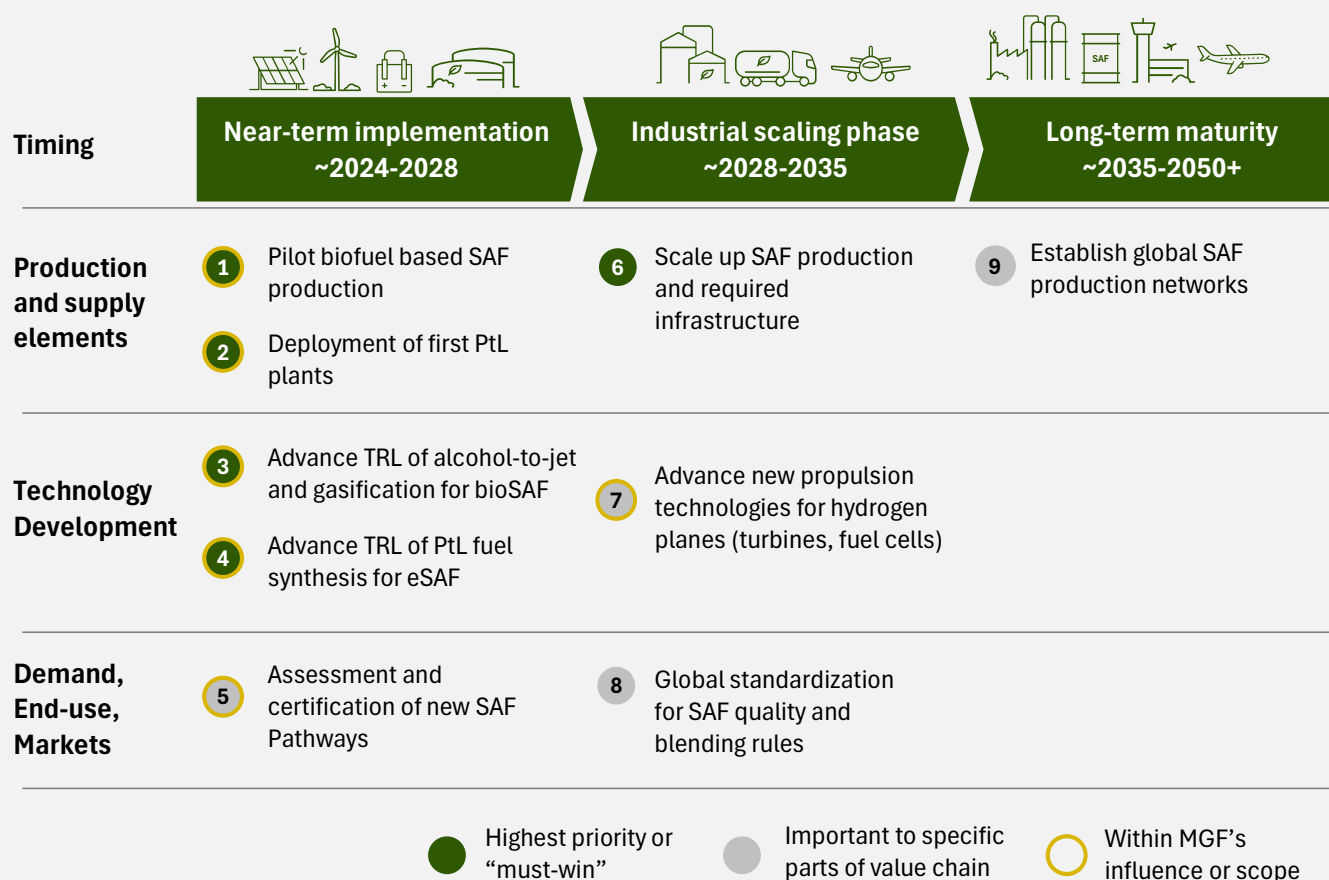 SAF
Timing
Near-term implementation
~2024-2028
Industrial scaling phase
~2028-2035
Long-term maturity
~2035-2050+
Production
and supply
elements
1
Pilot biofuel based SAF
production
2
Deployment of first PtL
plants
6
Scale up SAF production
and required
infrastructure
9
Establish global SAF
production networks
Technology
Development
3
Advance TRL of alcohol-to-jet
and gasification for bioSAF
4
Advance TRL of PtL fuel
synthesis for eSAF
7
Advance new propulsion
technologies for hydrogen
planes (turbines, fuel cells)
Demand,
End-use,
Markets
5
Assessment and
certification of new SAF
Pathways
8
Global standardization
for SAF quality and
blending rules
Highest priority or
“must-win”
Important to specific
parts of value chain
Within MGF’s
influence or scope